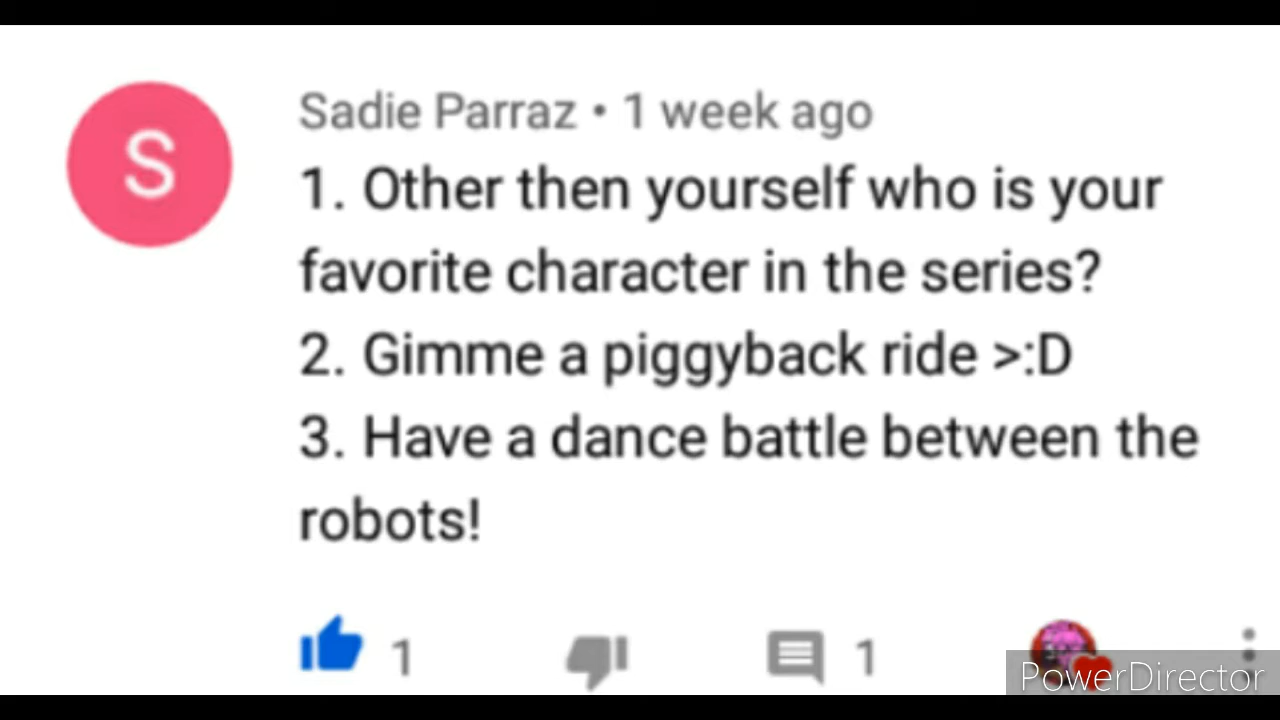 S
Sadie Parraz • 1 week ago
1. Other then yourself who is your
favorite character in the series?
2. Gimme a piggyback ride >:D
3. Have a dance battle between the
robots!
1
1
PowerDirector